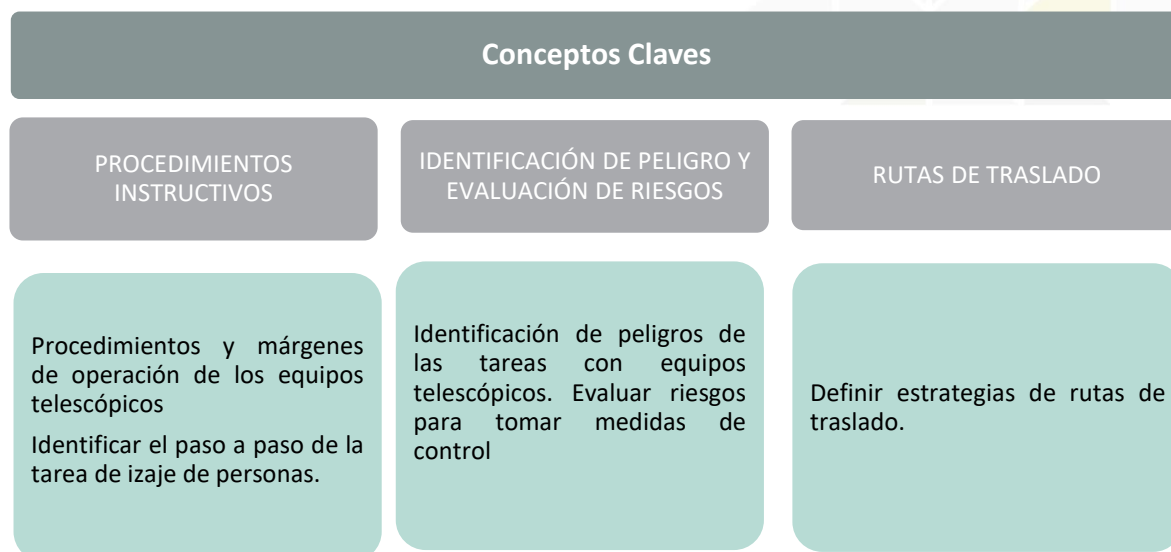 Conceptos Claves
PROCEDIMIENTOS
INSTRUCTIVOS
IDENTIFICACIÓN DE PELIGRO Y
EVALUACIÓN DE RIESGOS
RUTAS DE TRASLADO
Procedimientos y márgenes
de operación de los equipos
telescópicos
Identificar el paso a paso de la
tarea de izaje de personas.
Identificación de peligros de
las tareas con equipos
telescópicos. Evaluar riesgos
para tomar medidas de
control
Definir estrategias de rutas de
traslado.